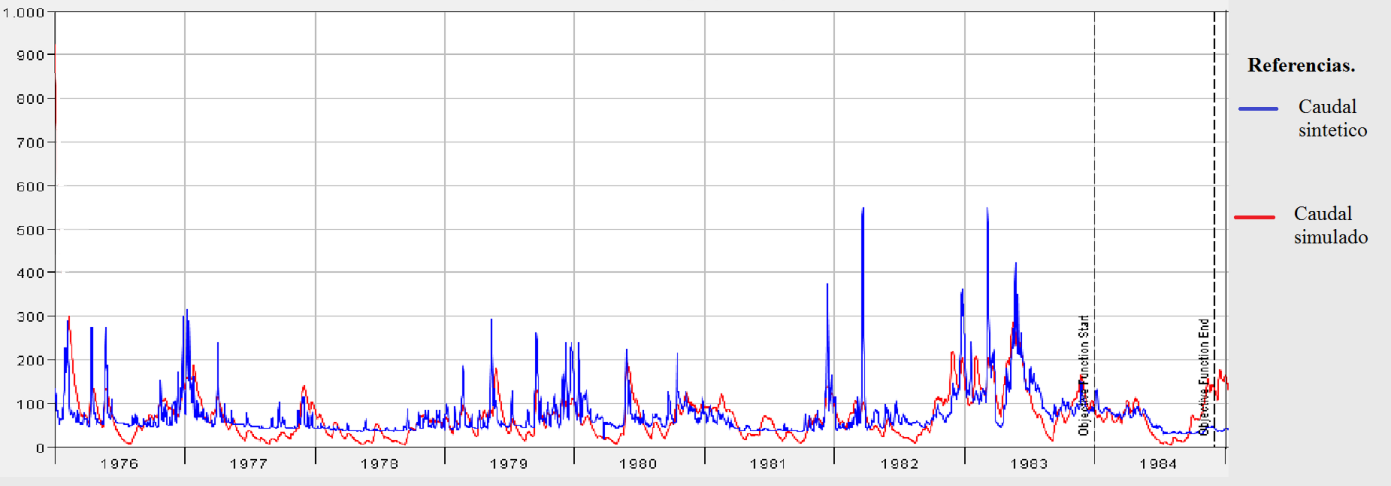 1.000
900
800
700
600
500
400
300
200
100
0
1976
1977
1978
1979
1980
1981
1982
1983
1984
Objective Function Start
Objective Function End
Referencias.
Caudal
sintetico
Caudal
simulado